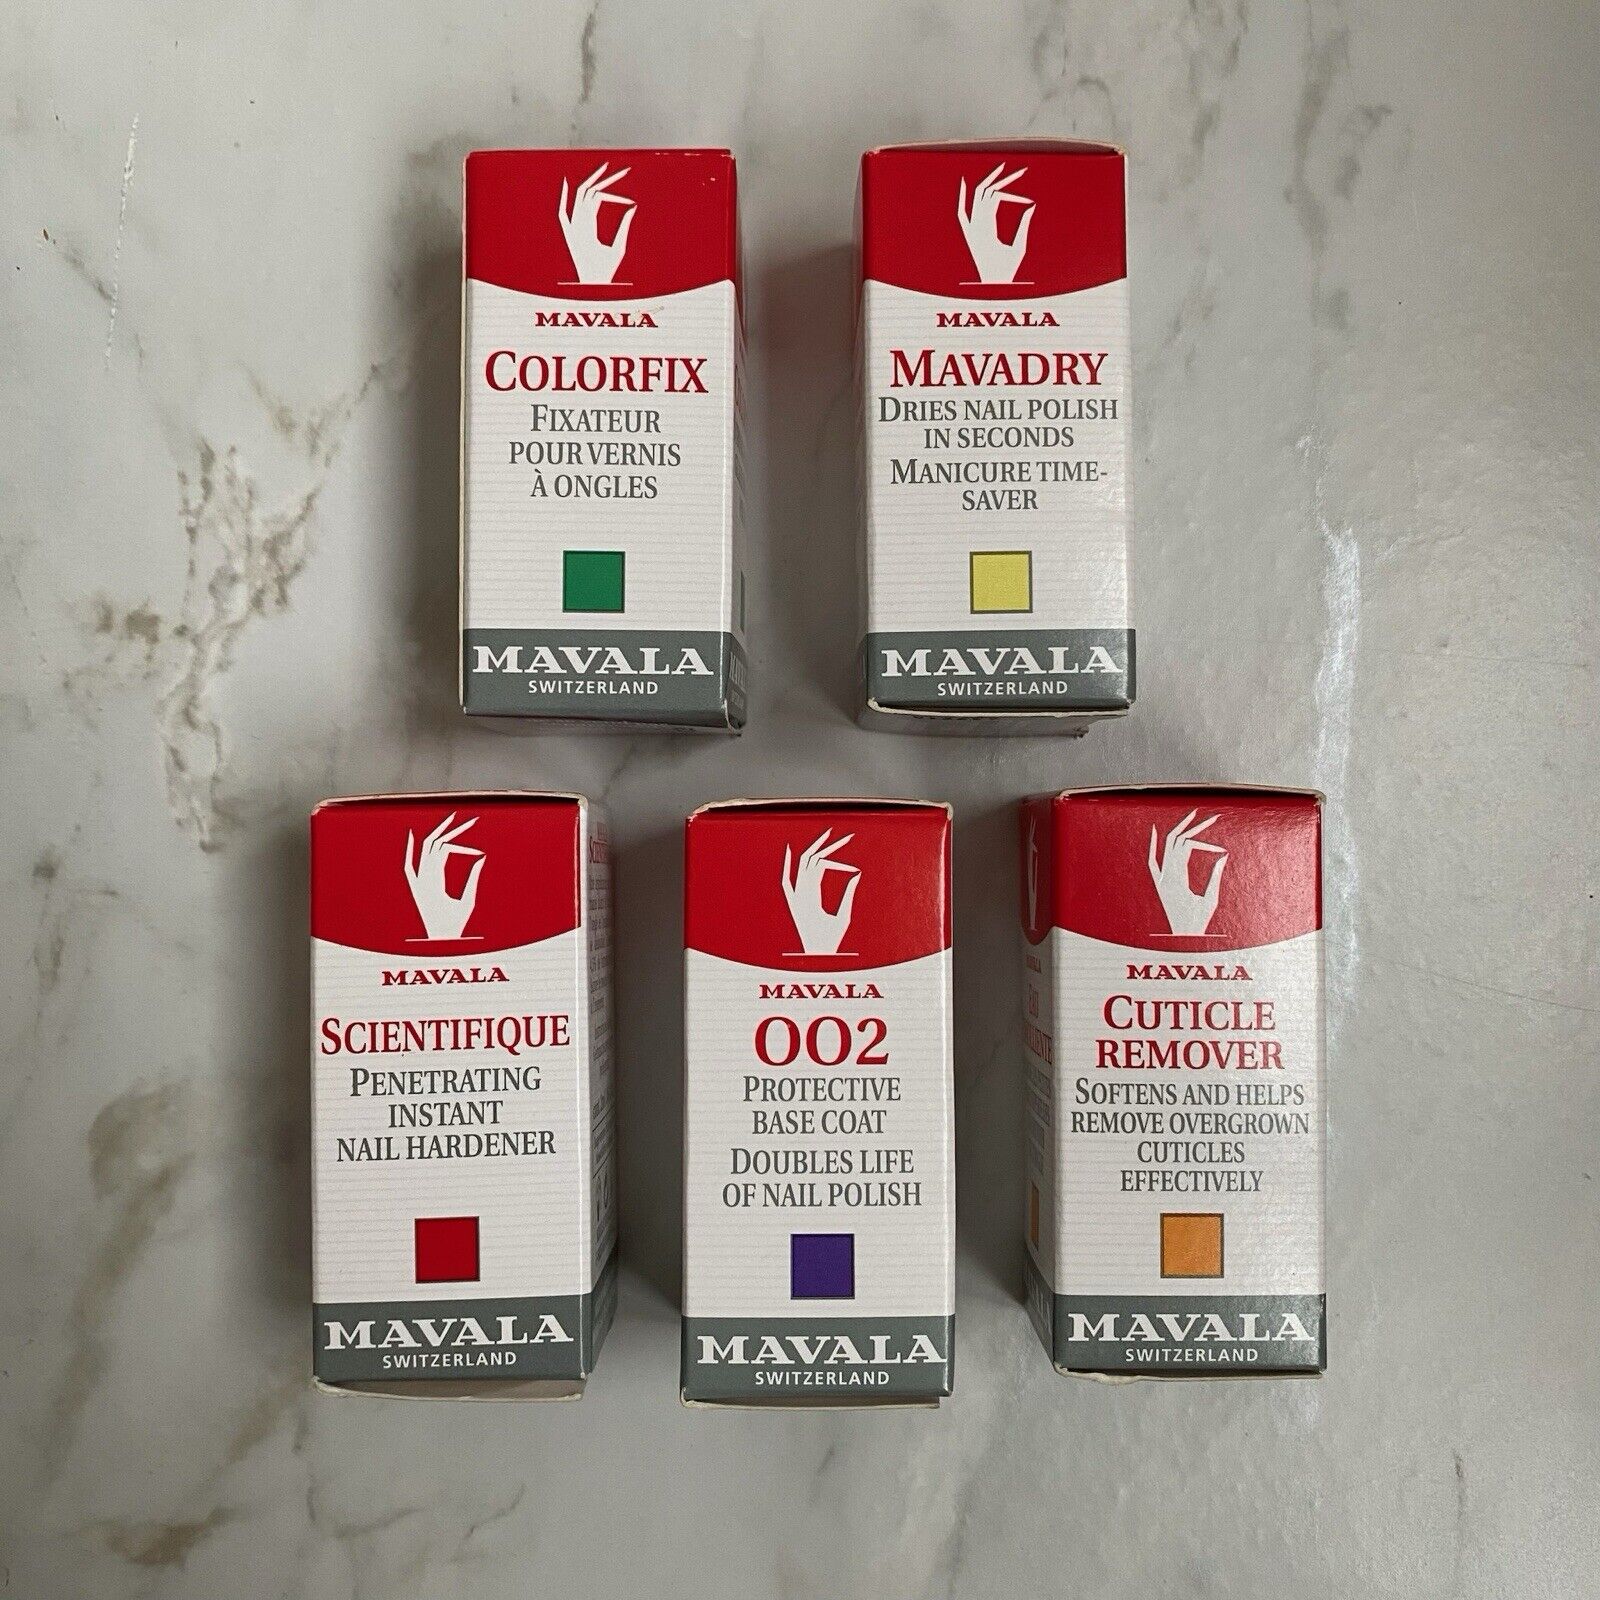 MAVALA
COLORFIX
FIXATEUR
POUR VERNIS
À ONGLES
MAVALA
SWITZERLAND
MAVALA
MAVADRY
DRIES NAIL POLISH
IN SECONDS
MANICURE TIME-
SAVER
MAVALA
SWITZERLAND
MAVALA
SCIENTIFIQUE
PENETRATING
INSTANT
NAIL HARDENER
MAVALA
SWITZERLAND
MAVALA
002
PROTECTIVE
BASE COAT
DOUBLES LIFE
OF NAIL POLISH
MAVALA
SWITZERLAND
MAVALA
CUTICLE
REMOVER
SOFTENS AND HELPS
REMOVE OVERGROWN
CUTICLES
EFFECTIVELY
MAVALA
SWITZERLAND